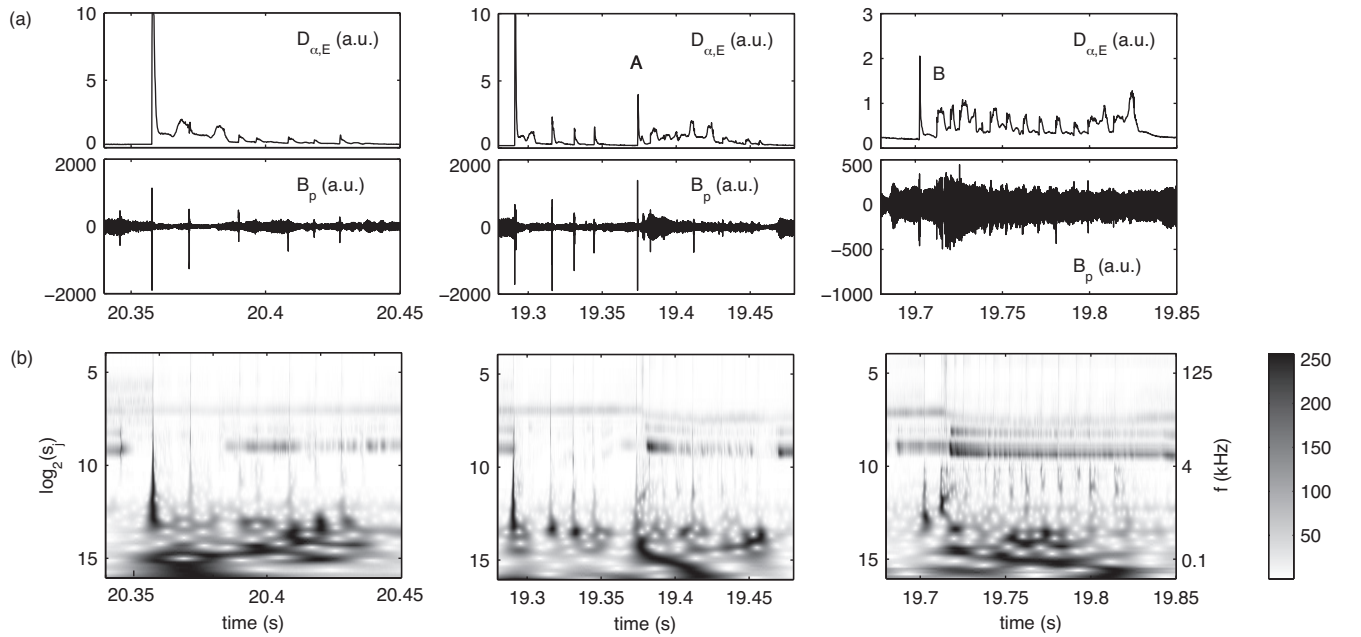 (a)
10
5
0
D α,E (a.u.)
2000
0
−2000
B p (a.u.)
20.35 20.4 20.45
10
5
0
D α,E (a.u.)
A
2000
0
−2000
B p (a.u.)
19.3 19.35 19.4 19.45
3
2
1
0
D α,E (a.u.)
B
500
0
−500
−1000
B p (a.u.)
19.7 19.75 19.8 19.85
(b)
log 2 (s j )
5
10
15
20.35 20.4 20.45
time (s)
5
10
15
19.3 19.35 19.4 19.45
time (s)
5
10
15
125
4
0.1
f (kHz)
19.7 19.75 19.8 19.85
time (s)
250
200
150
100
50